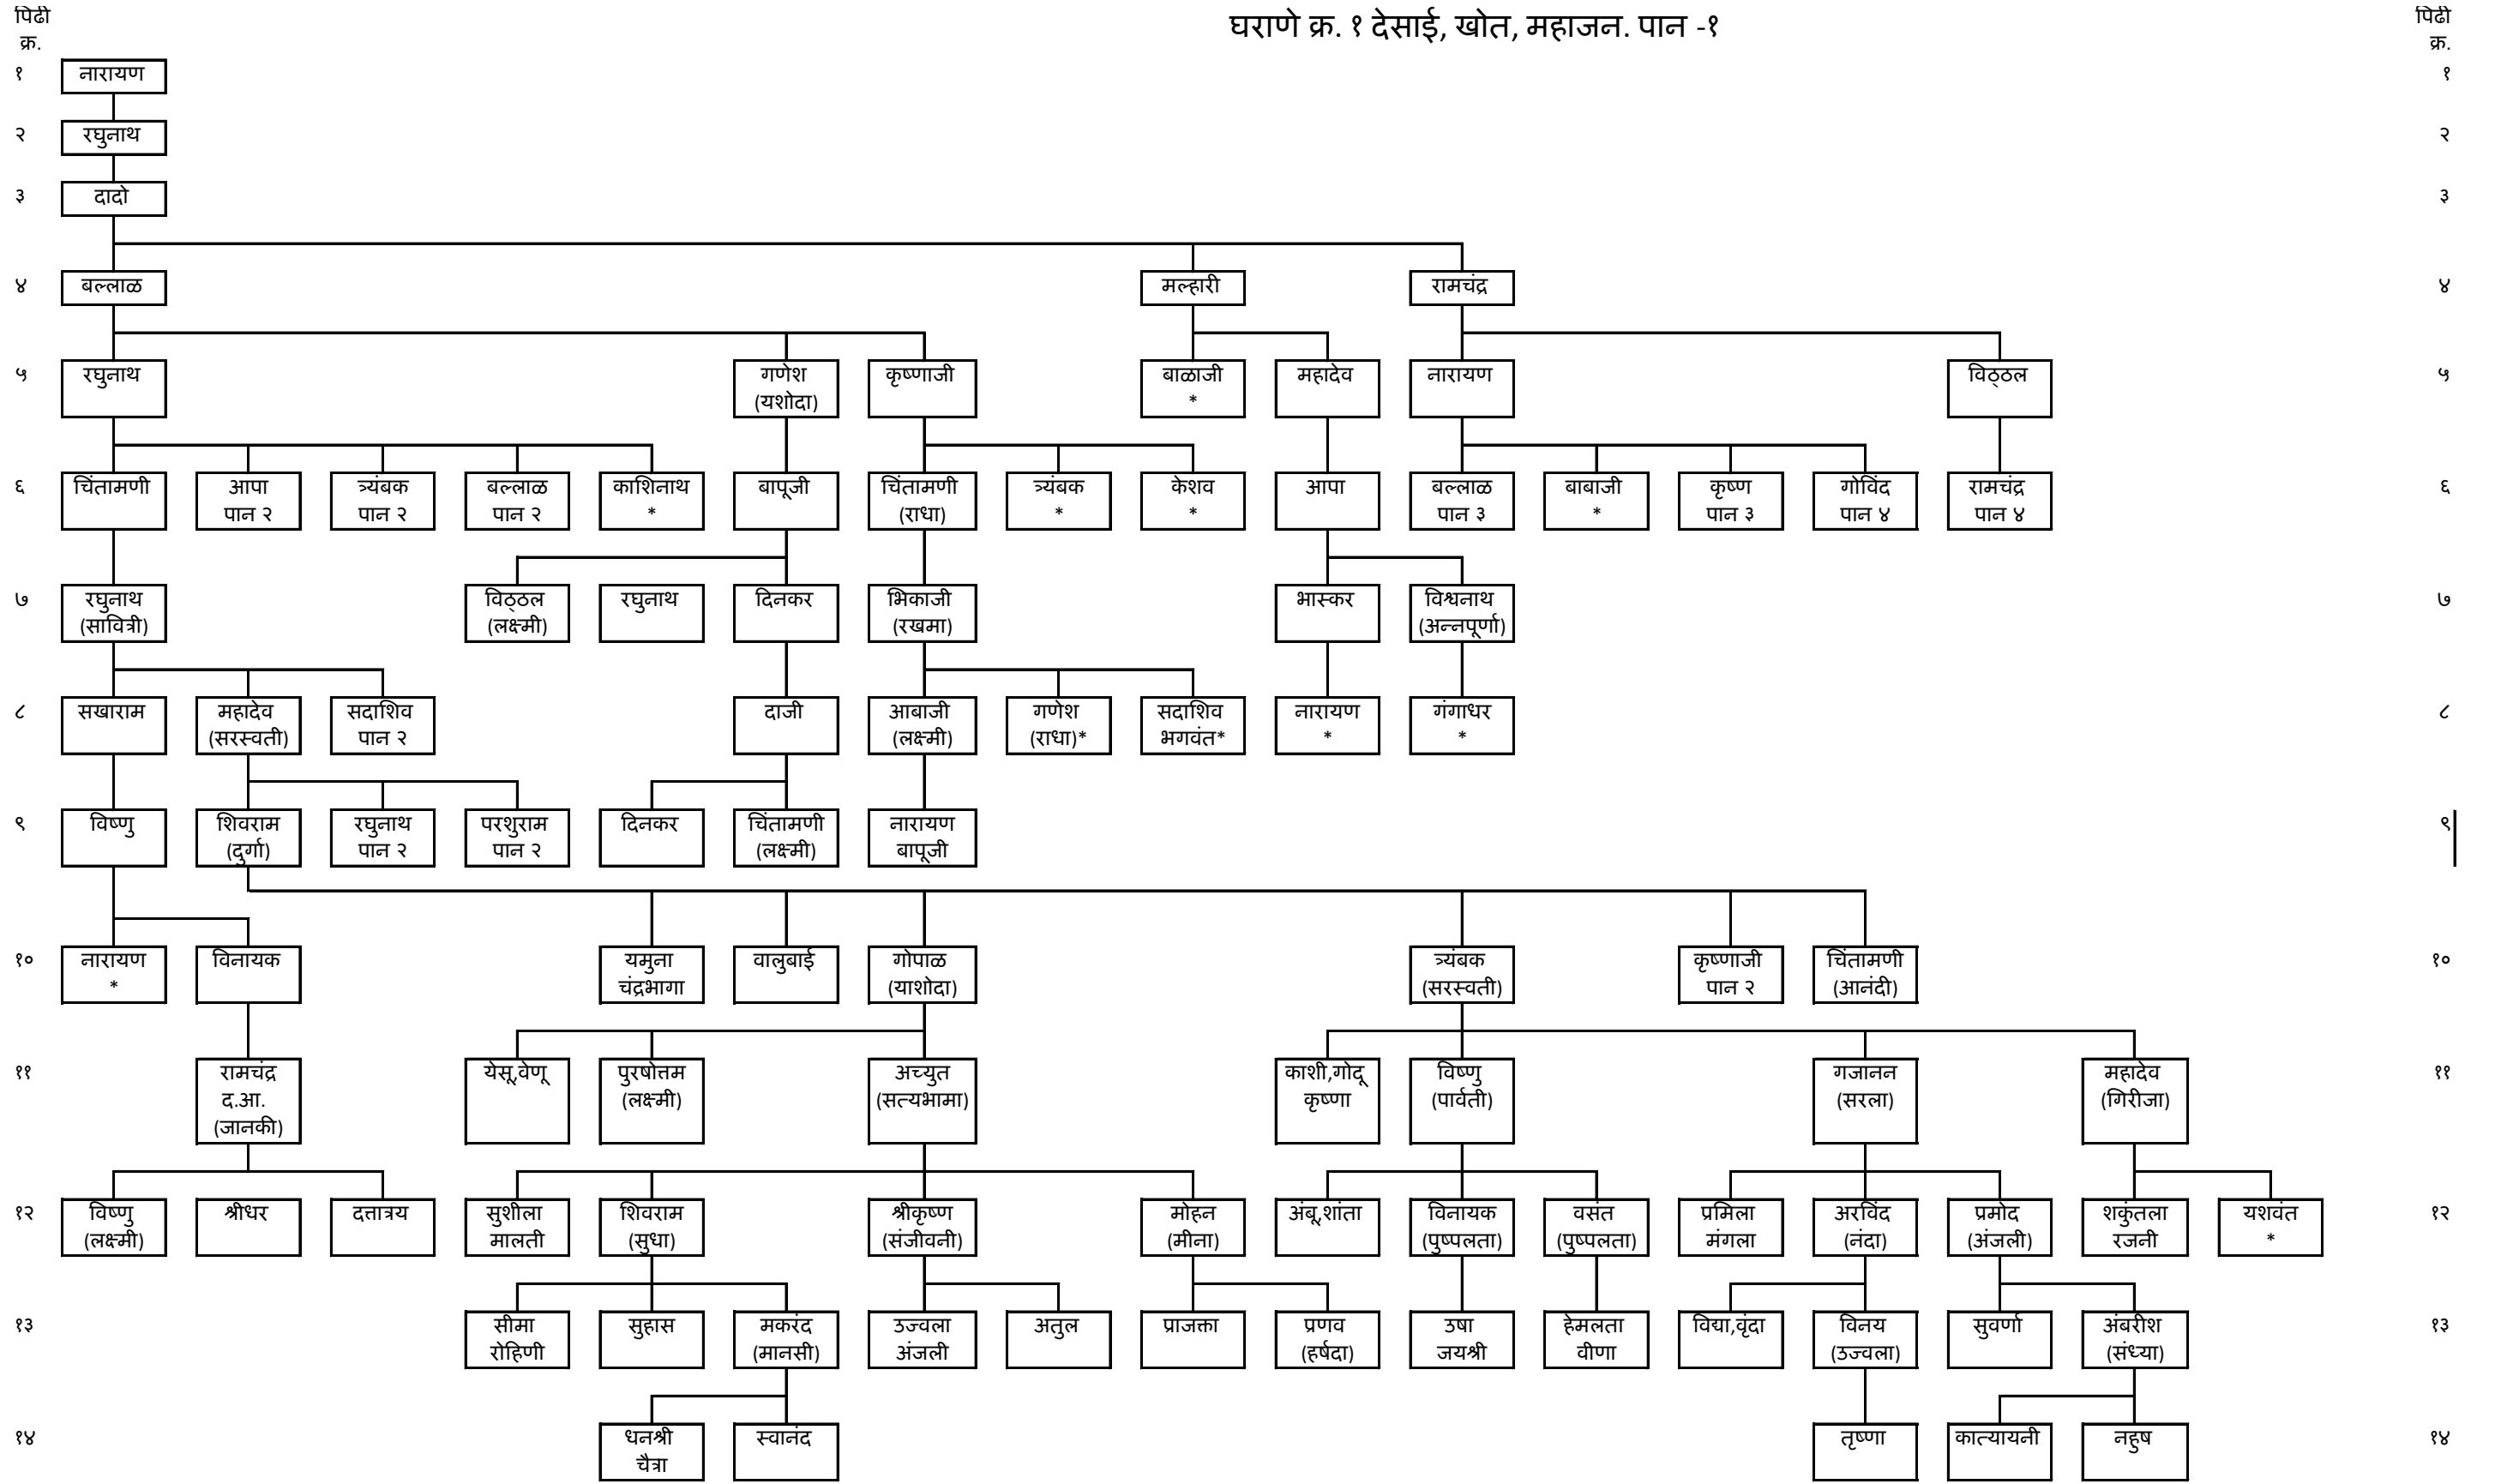 घराणे क्र. १ देसाई, खोत, महाजन. पान -१
पिढी पिढी
क्र. क्र.
१ नारायण १
२ रघुनाथ २
३ दादो ३
४ बल्लाळ मल्हारी रामचंद्र ४
५ रघुनाथ गणेश कृष्णाजी बाळाजी महादेव नारायण विठ्ठल ५
(यशोदा) *
६ चिंतामणी आपा त्र्यंबक बल्लाळ काशिनाथ बापूजी चिंतामणी त्र्यंबक केशव आपा बल्लाळ बाबाजी कृष्ण गोविंद रामचंद्र ६
पान २ पान २ पान २ * (राधा) * * पान ३ * पान ३ पान ४ पान ४
७ रघुनाथ विठ्ठल रघुनाथ दिनकर भिकाजी भास्कर विश्वनाथ ७
(सावित्री) (लक्ष्मी) (रखमा) (अन्नपूर्णा)
८ सखाराम महादेव सदाशिव दाजी आबाजी गणेश सदाशिव नारायण गंगाधर ८
(सरस्वती) पान २ (लक्ष्मी) (राधा)* भगवंत* * *
९ विष्णु शिवराम रघुनाथ परशुराम दिनकर चिंतामणी नारायण ९
(दुर्गा) पान २ पान २ (लक्ष्मी) बापूजी
१० नारायण विनायक यमुना वालुबाई गोपाळ त्र्यंबक कृष्णाजी चिंतामणी १०
* चंद्रभागा (याशोदा) (सरस्वती) पान २ (आनंदी)
११ रामचंद्र येसू,वेणू पुरषोत्तम अच्युत काशी,गोदू विष्णु गजानन महादेव ११
द.आ. (लक्ष्मी) (सत्यभामा) कृष्णा (पार्वती) (सरला) (गिरीजा)
(जानकी)
१२ विष्णु श्रीधर दत्तात्रय सुशीला शिवराम श्रीकृष्ण मोहन अंबू,शांता विनायक वसंत प्रमिला अरविंद प्रमोद शकुंतला यशवंत १२
(लक्ष्मी) मालती (सुधा) (संजीवनी) (मीना) (पुष्पलता) (पुष्पलता) मंगला (नंदा) (अंजली) रजनी *
१३ सीमा सुहास मकरंद उज्वला अतुल प्राजक्ता प्रणव उषा हेमलता विद्या,वृंदा विनय सुवर्णा अंबरीश १३
रोहिणी (मानसी) अंजली (हर्षदा) जयश्री वीणा (उज्वला) (संध्या)
१४ धनश्री स्वानंद तृष्णा कात्यायनी नहुष १४
चैत्रा